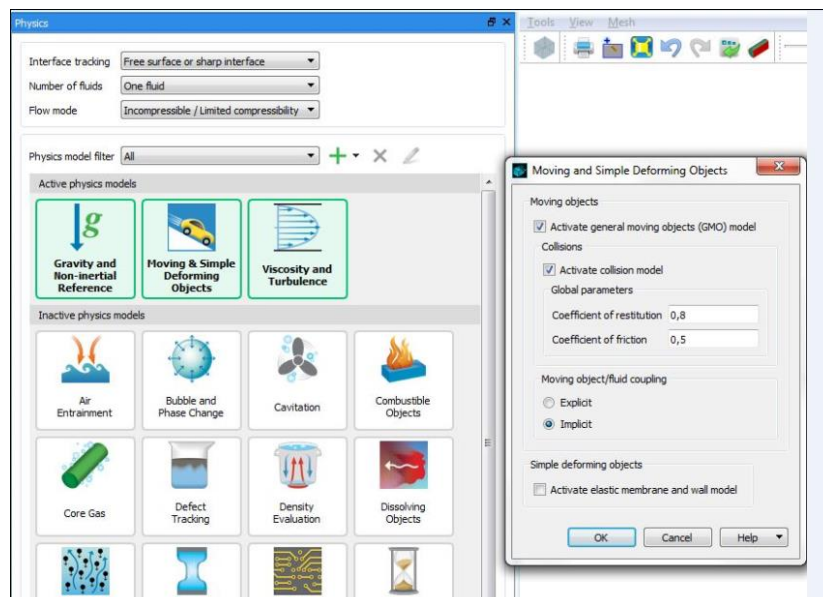 Physics
Interface tracking Free surface or sharp interface
Number of fluids One fluid
Flow mode Incompressible / Limited compressibility
Physics model filter All
Active physics models
g
Gravity and
Non-inertial
Reference
Moving & Simple
Deforming
Objects
Viscosity and
Turbulence
Inactive physics models
Air
Entrainment
Bubble and
Phase Change
Cavitation
Combustible
Objects
Core Gas
Defect
Tracking
Density
Evaluation
Dissolving
Objects
Tools View Mesh
Moving and Simple Deforming Objects
Moving objects
Activate general moving objects (GMO) model
Collisions
Activate collision model
Global parameters
Coefficient of restitution 0,8
Coefficient of friction 0,5
Moving object/fluid coupling
Explicit
Implicit
Simple deforming objects
Activate elastic membrane and wall model
OK Cancel Help